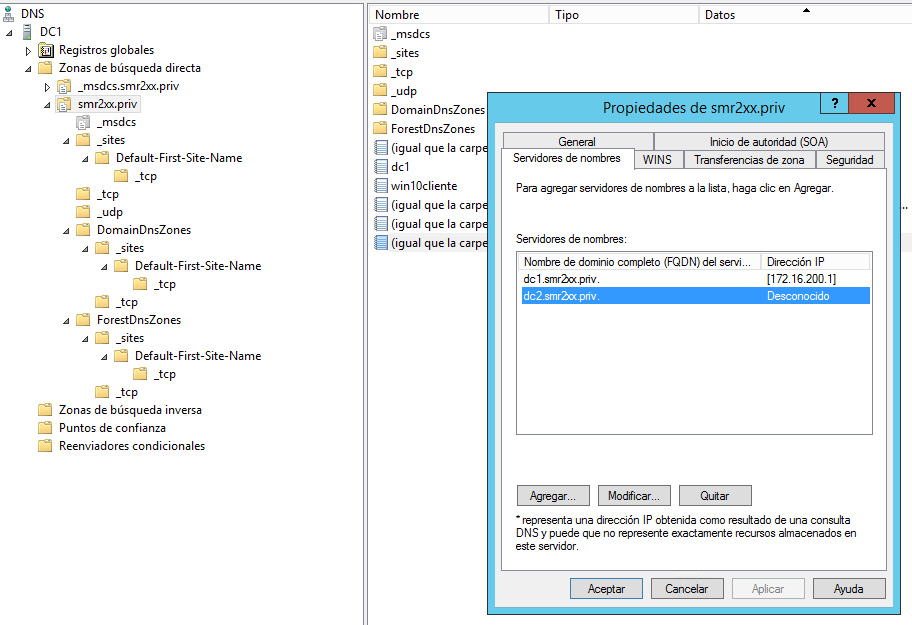 DNS
DC1
Registros globales
Zonas de búsqueda directa
_msdcs.smr2xx.priv
smr2xx.priv
_msdcs
_sites
Default-First-Site-Name
_tcp
_tcp
_udp
DomainDnsZones
_sites
Default-First-Site-Name
_tcp
_tcp
ForestDnsZones
_sites
Default-First-Site-Name
_tcp
_tcp
Zonas de búsqueda inversa
Puntos de confianza
Reenviadores condicionales
Nombre Tipo Datos
_msdcs
_sites
_tcp
_udp
DomainDnsZones
ForestDnsZones
(igual que la carpe
dc1
win10cliente
(igual que la carpe
(igual que la carpe
(igual que la carpe
...
Propiedades de smr2xx.priv ? x
General Inicio de autoridad (SOA)
Servidores de nombres WINS Transferencias de zona Seguridad
Para agregar servidores de nombres a la lista, haga clic en Agregar.
Servidores de nombres:
Nombre de dominio completo (FQDN) del servi... Dirección IP
dc1.smr2xx.priv. [172.16.200.1]
dc2.smr2xx.priv. Desconocido
Agregar... Modificar... Quitar
* representa una dirección IP obtenida como resultado de una consulta
DNS y puede que no represente exactamente recursos almacenados en
este servidor.
Aceptar Cancelar Aplicar Ayuda